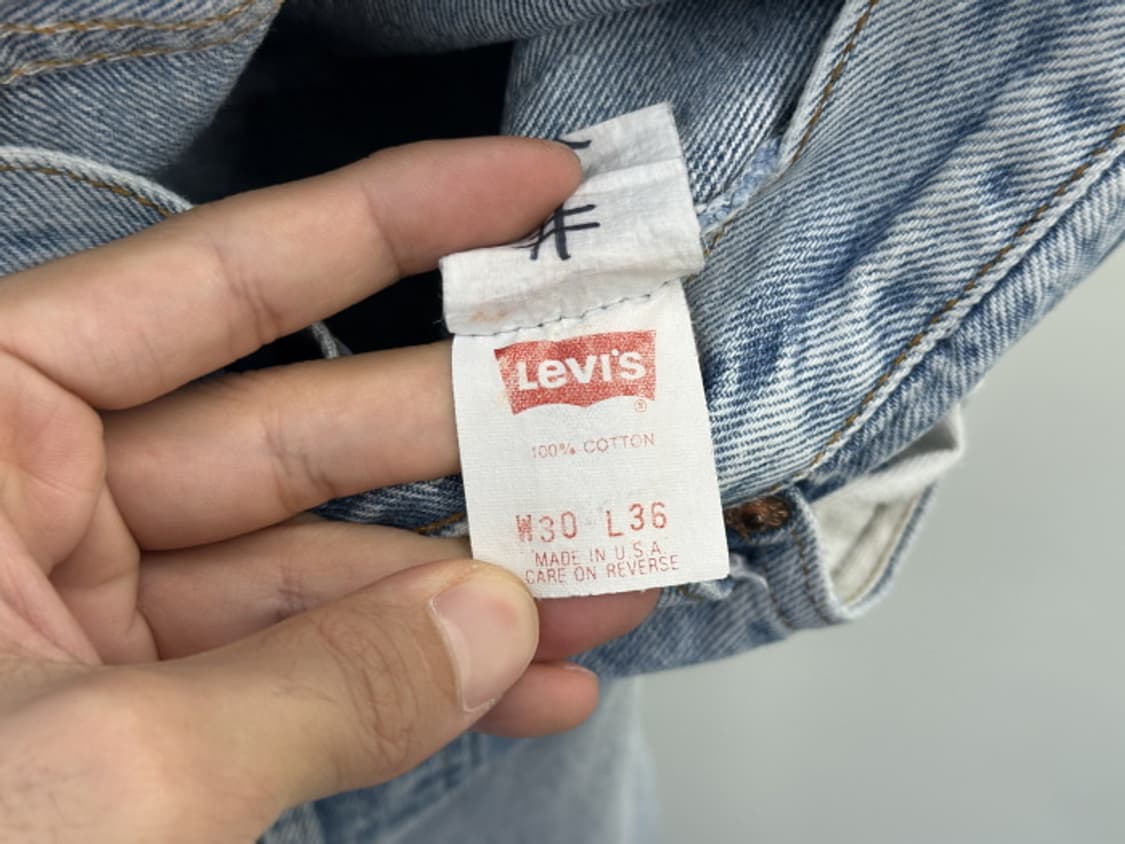 LEVI'S ®
100% COTTON
W30 L36
MADE IN U.S.A.
CARE ON REVERSE